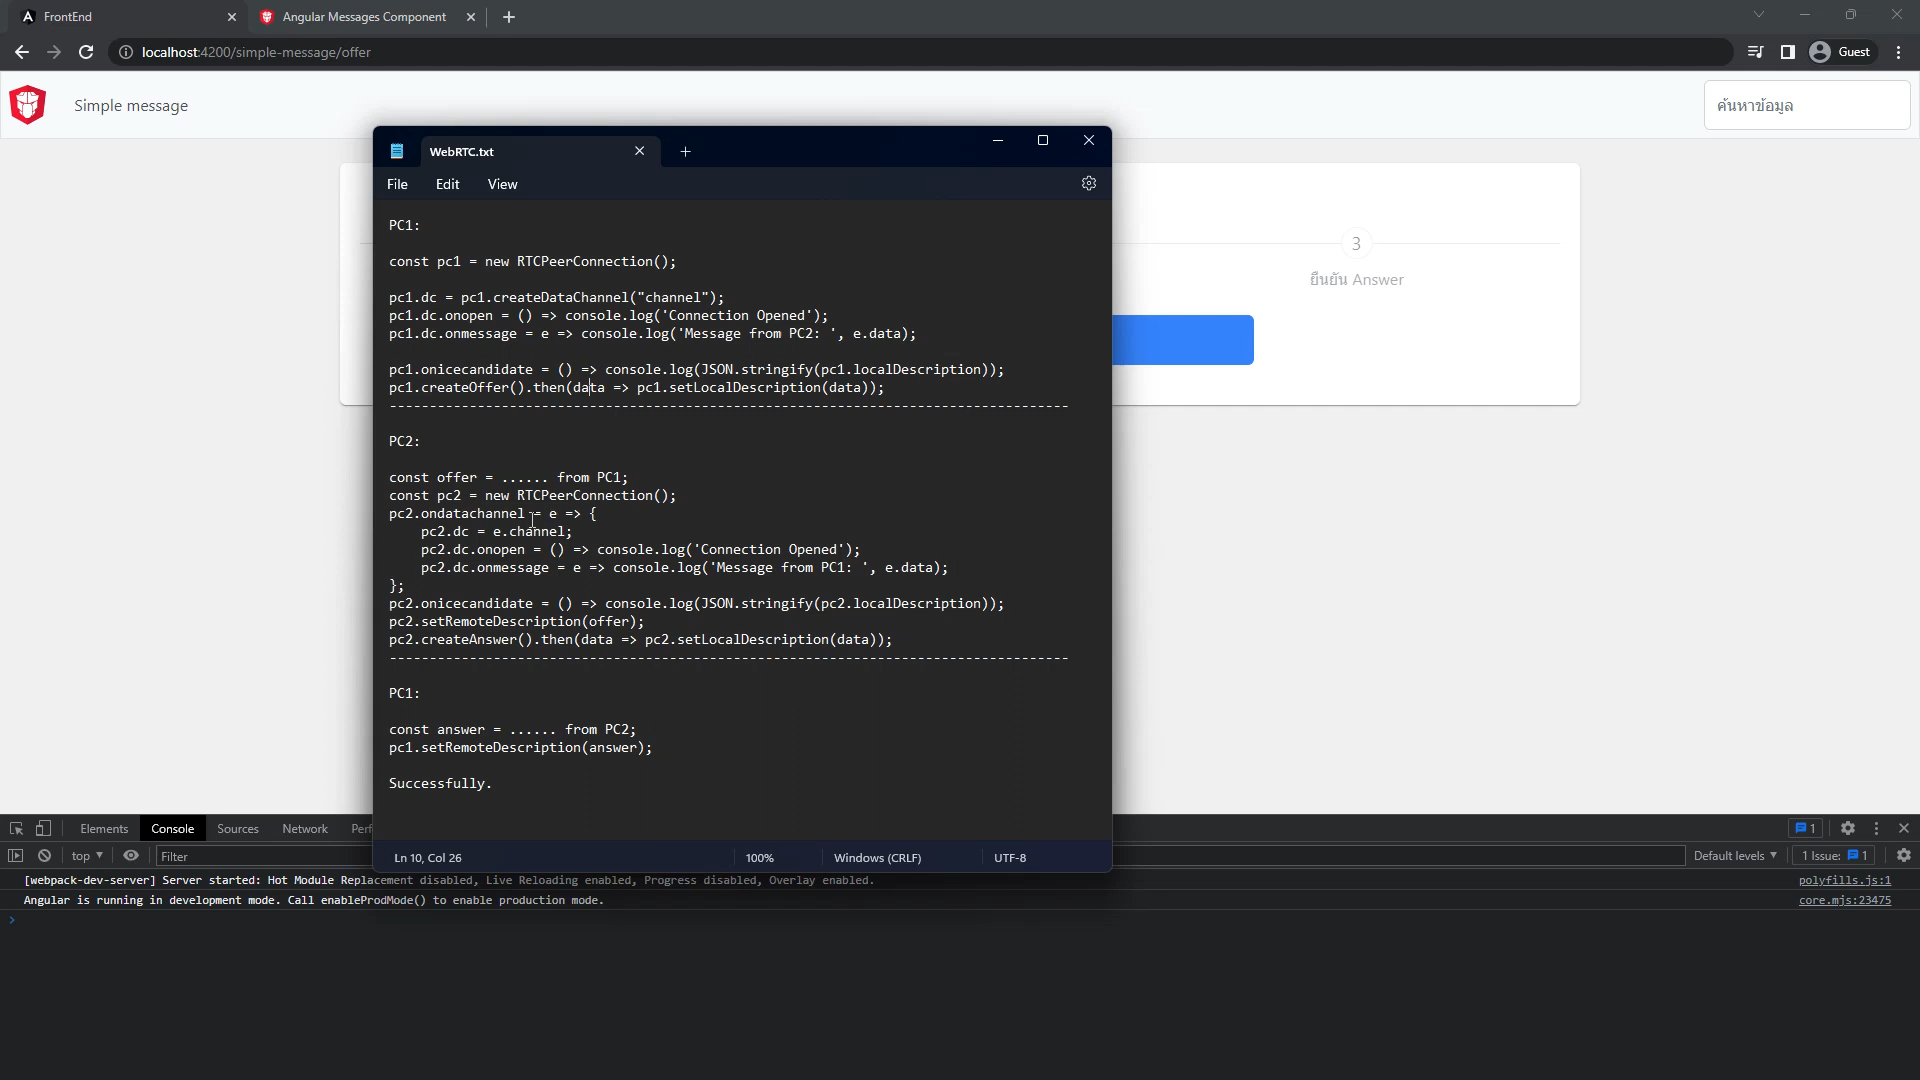 FrontEnd
Angular Messages Component
localhost:4200/simple-message/offer
Guest
Simple message
ค้นหาข้อมูล
WebRTC.txt
File Edit View
PC1:
const pc1 = new RTCPeerConnection();
pc1.dc = pc1.createDataChannel("channel");
pc1.dc.onopen = () => console.log('Connection Opened');
pc1.dc.onmessage = e => console.log('Message from PC2: ', e.data);
pc1.onicecandidate = () => console.log(JSON.stringify(pc1.localDescription));
pc1.createOffer().then(data => pc1.setLocalDescription(data));
-------------------------------------------------------------------------------------
PC2:
const offer = ...... from PC1;
const pc2 = new RTCPeerConnection();
pc2.ondatachannel = e => {
pc2.dc = e.channel;
pc2.dc.onopen = () => console.log('Connection Opened');
pc2.dc.onmessage = e => console.log('Message from PC1: ', e.data);
};
pc2.onicecandidate = () => console.log(JSON.stringify(pc2.localDescription));
pc2.setRemoteDescription(offer);
pc2.createAnswer().then(data => pc2.setLocalDescription(data));
-------------------------------------------------------------------------------------
PC1:
const answer = ...... from PC2;
pc1.setRemoteDescription(answer);
Successfully.
Ln 10, Col 26 100% Windows (CRLF) UTF-8
3
ยืนยัน Answer
Elements Console Sources Network Perf 1
top Filter Default levels 1 Issue: 1
[webpack-dev-server] Server started: Hot Module Replacement disabled, Live Reloading enabled, Progress disabled, Overlay enabled. polyfills.js:1
Angular is running in development mode. Call enableProdMode() to enable production mode. core.mjs:23475